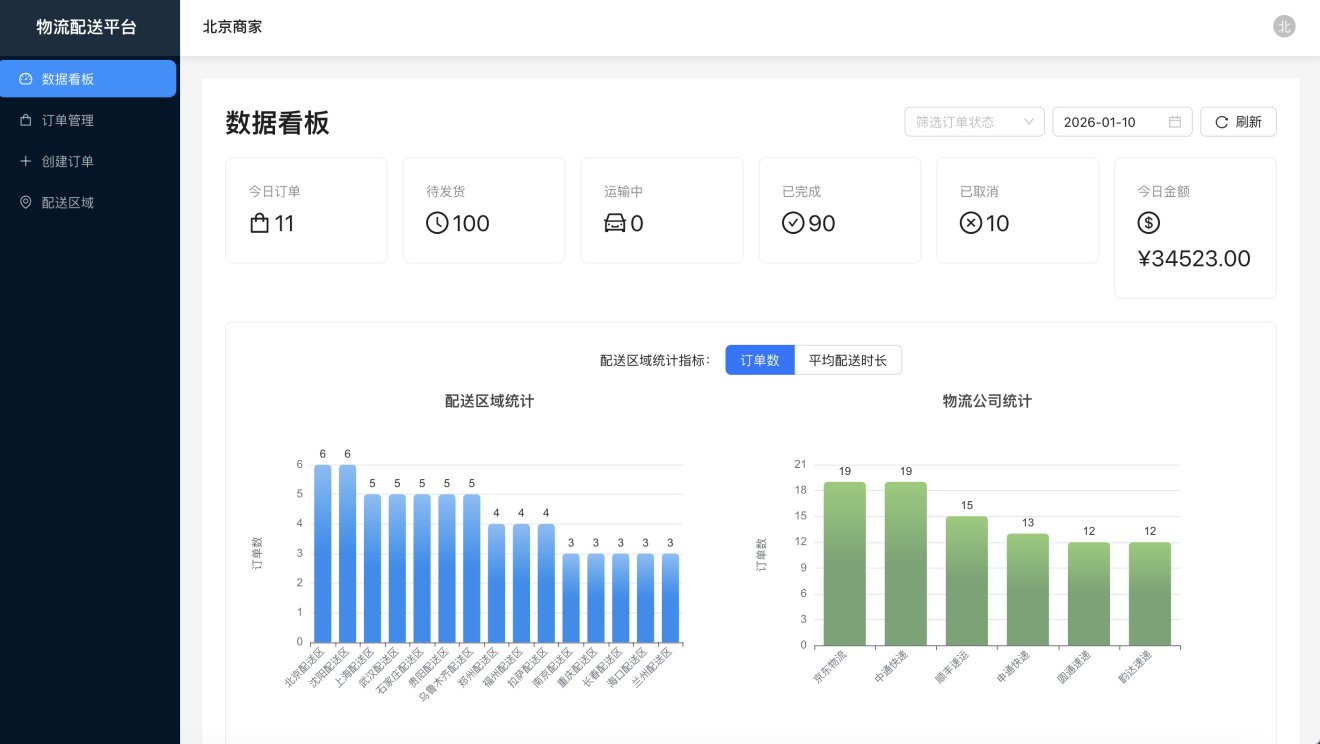 物流配送平台
北京商家
北
数据看板
订单管理
创建订单
配送区域
数据看板
筛选订单状态
2026-01-10
刷新
今日订单
11
待发货
100
运输中
0
已完成
90
已取消
10
今日金额
¥34523.00
配送区域统计指标:
订单数
平均配送时长
配送区域统计
订单数
6
5
4
3
2
1
0
6 6 5 5 5 5 5 4 4 4 3 3 3 3 3
北京配送区
沈阳配送区
上海配送区
武汉配送区
石家庄配送区
贵阳配送区
乌鲁木齐配送区
郑州配送区
福州配送区
拉萨配送区
南京配送区
重庆配送区
长春配送区
海口配送区
兰州配送区
物流公司统计
订单数
21
18
15
12
9
6
3
0
19 19 15 13 12 12
京东物流
中通快递
顺丰速运
申通快递
圆通速递
韵达速递